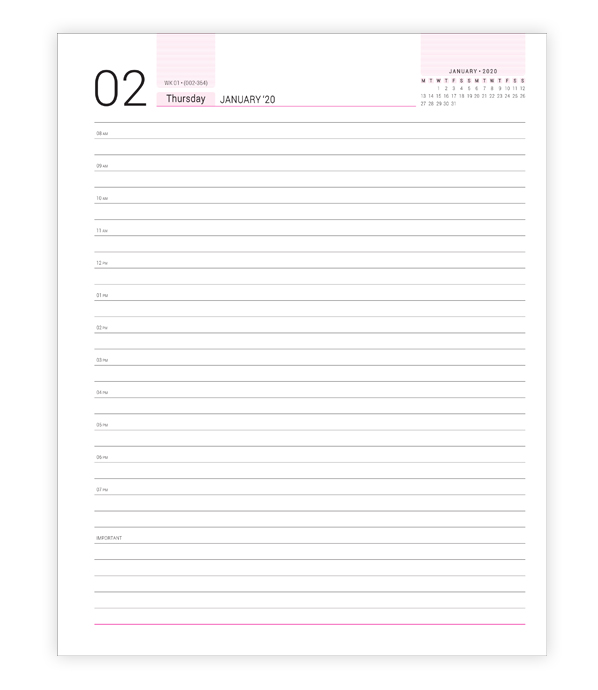 02
WK 01 • (002-364)
Thursday JANUARY '20
JANUARY • 2020
M T W T F S S M T W T F S S
1 2 3 4 5 6 7 8 9 10 11 12
13 14 15 16 17 18 19 20 21 22 23 24 25 26
27 28 29 30 31
08 AM
09 AM
10 AM
11 AM
12 PM
01 PM
02 PM
03 PM
04 PM
05 PM
06 PM
07 PM
IMPORTANT